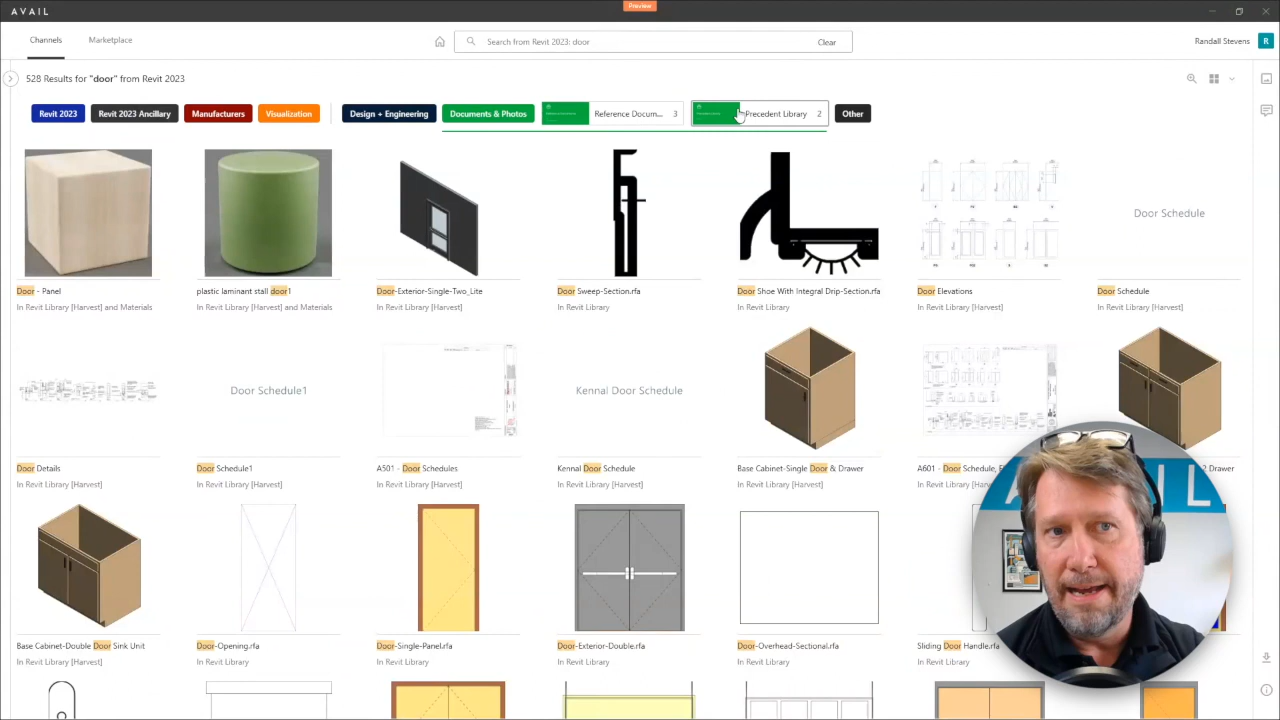 AVAIL
Preview
Channels
Marketplace
Search from Revit 2023: door
Clear
Randall Stevens
R
528 Results for "door" from Revit 2023
Revit 2023
Revit 2023 Ancillary
Manufacturers
Visualization
Design + Engineering
Documents & Photos
Reference Docum...
3
Precedent Library
2
Other
Door Schedule
Door - Panel
plastic laminant stall door1
Door-Exterior-Single-Two_Lite
Door Sweep-Section.rfa
Door Shoe With Integral Drip-Section.rfa
Door Elevations
Door Schedule
In Revit Library [Harvest] and Materials
In Revit Library [Harvest] and Materials
In Revit Library [Harvest]
In Revit Library
In Revit Library
In Revit Library [Harvest]
In Revit Library [Harvest]
Door Schedule1
Kennal Door Schedule
Door Details
Door Schedule1
A501 - Door Schedules
Kennal Door Schedule
Base Cabinet-Single Door & Drawer
A601 - Door Schedule,
2 Drawer
In Revit Library [Harvest]
In Revit Library [Harvest]
In Revit Library [Harvest]
In Revit Library [Harvest]
In Revit Library [Harvest]
In Revit Library [Harvest]
AVAIL
Base Cabinet-Double Door Sink Unit
Door-Opening.rfa
Door-Single-Panel.rfa
Door-Exterior-Double.rfa
Door-Overhead-Sectional.rfa
Sliding Door Handle.rfa
In Revit Library [Harvest]
In Revit Library
In Revit Library
In Revit Library
In Revit Library
In Revit Library